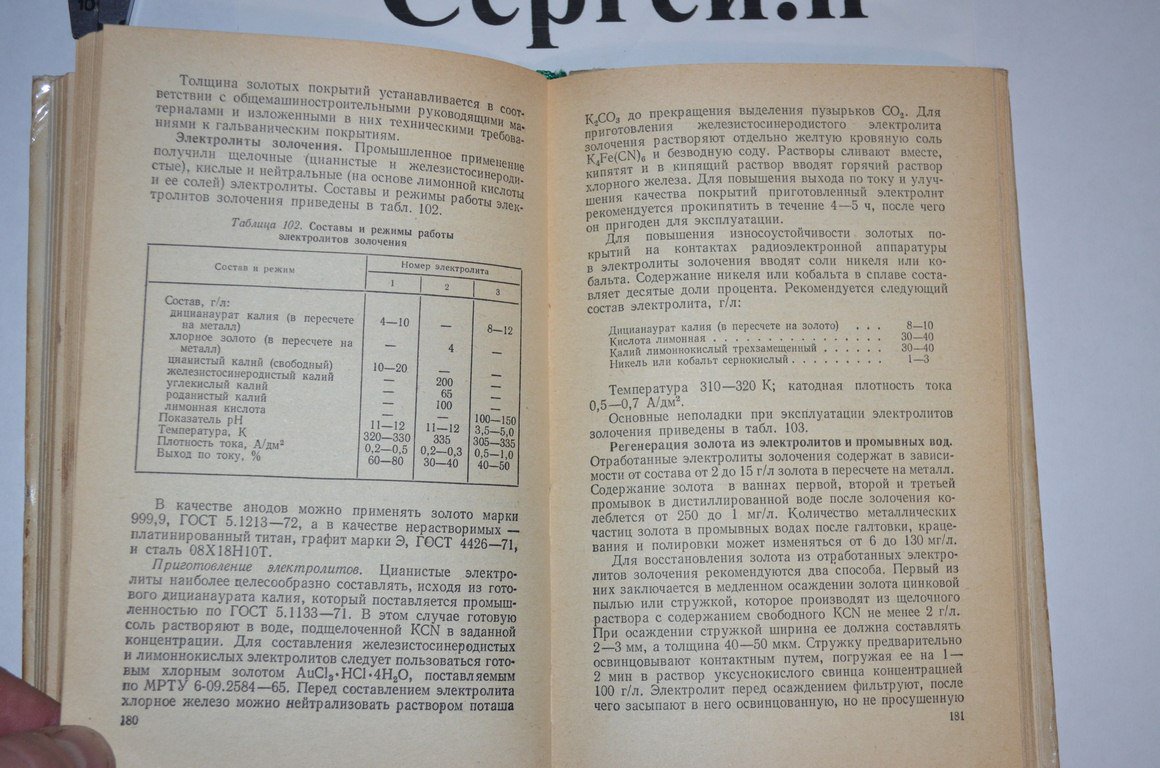 10
Сергей.п
Толщина золотых покрытий устанавливается в соот-
ветствии с общемашиностроительными руководящими ма-
териалами и изложенными в них техническими требова-
ниями к гальваническим покрытиям.
Электролиты золочения. Промышленное применение
получили щелочные (цианистые и железистосинероди-
стые), кислые и нейтральные (на основе лимонной кислоты
и ее солей) электролиты. Составы и режимы работы элек-
тролитов золочения приведены в табл. 102.
Таблица 102. Составы и режимы работы
электролитов золочения
Состав и режим
Номер электролита
1 2 3
Состав, г/л:
дицианаурат калия (в пересчете
на металл) 4—10 — 8—12
хлорное золото (в пересчете на
металл) — 4 —
цианистый калий (свободный) 10—20 — —
железистосинеродистый калий — 200 —
углекислый калий — 65 —
роданистый калий — 100 —
лимонная кислота — — 100—150
Показатель pH 11—12 11—12 3,5—5,0
Температура, К 320—330 335 305—335
Плотность тока, А/дм² 0,2—0,5 0,2—0,3 0,5—1,0
Выход по току, % 60—80 30—40 40—50
В качестве анодов можно применять золото марки
999,9, ГОСТ 5.1213—72, а в качестве нерастворимых —
платинированный титан, графит марки Э, ГОСТ 4426—71,
и сталь 08Х18Н10Т.
Приготовление электролитов. Цианистые электро-
литы наиболее целесообразно составлять, исходя из гото-
вого дицианаурата калия, который поставляется промыш-
ленностью по ГОСТ 5.1133—71. В этом случае готовую
соль растворяют в воде, подщелоченной KCN в заданной
концентрации. Для составления железистосинеродистых
и лимоннокислых электролитов следует пользоваться гото-
вым хлорным золотом AuCl₃·HCl·4H₂O, поставляемым
по МРТУ 6-09.2584—65. Перед составлением электролита
хлорное железо можно нейтрализовать раствором поташа
180
K₂CO₃ до прекращения выделения пузырьков CO₂. Для
приготовления железистосинеродистого электролита
золочения растворяют отдельно желтую кровяную соль
K₄Fe(CN)₆ и безводную соду. Растворы сливают вместе,
кипятят и в кипящий раствор вводят горячий раствор
хлорного железа. Для повышения выхода по току и улуч-
шения качества покрытий приготовленный электролит
рекомендуется прокипятить в течение 4—5 ч, после чего
он пригоден для эксплуатации.
Для повышения износоустойчивости золотых по-
крытий на контактах радиоэлектронной аппаратуры
в электролиты золочения вводят соли никеля или ко-
бальта. Содержание никеля или кобальта в сплаве соста-
вляет десятые доли процента. Рекомендуется следующий
состав электролита, г/л:
Дицианаурат калия (в пересчете на золото) . . . 8—10
Кислота лимонная . . . . . . . . . . . . . . . . 30—40
Калий лимоннокислый трехзамещенный . . . . . . 30—40
Никель или кобальт сернокислый . . . . . . . . . 1—3
Температура 310—320 К; катодная плотность тока
0,5—0,7 А/дм².
Основные неполадки при эксплуатации электролитов
золочения приведены в табл. 103.
Регенерация золота из электролитов и промывных вод.
Отработанные электролиты золочения содержат в зависи-
мости от состава от 2 до 15 г/л золота в пересчете на металл.
Содержание золота в ваннах первой, второй и третьей
промывок в дистиллированной воде после золочения ко-
леблется от 250 до 1 мг/л. Количество металлических
частиц золота в промывных водах после галтовки, краце-
вания и полировки может изменяться от 6 до 130 мг/л.
Для восстановления золота из отработанных электро-
литов золочения рекомендуются два способа. Первый из
них заключается в медленном осаждении золота цинковой
пылью или стружкой, которое производят из щелочного
раствора с содержанием свободного KCN не менее 2 г/л.
При осаждении стружкой ширина ее должна составлять
2—3 мм, а толщина 40—50 мкм. Стружку предварительно
освинцовывают контактным путем, погружая ее на 1—
2 мин в раствор уксуснокислого свинца концентрацией
100 г/л. Электролит перед осаждением фильтруют, после
чего засыпают в него освинцованную, но не просушенную
181